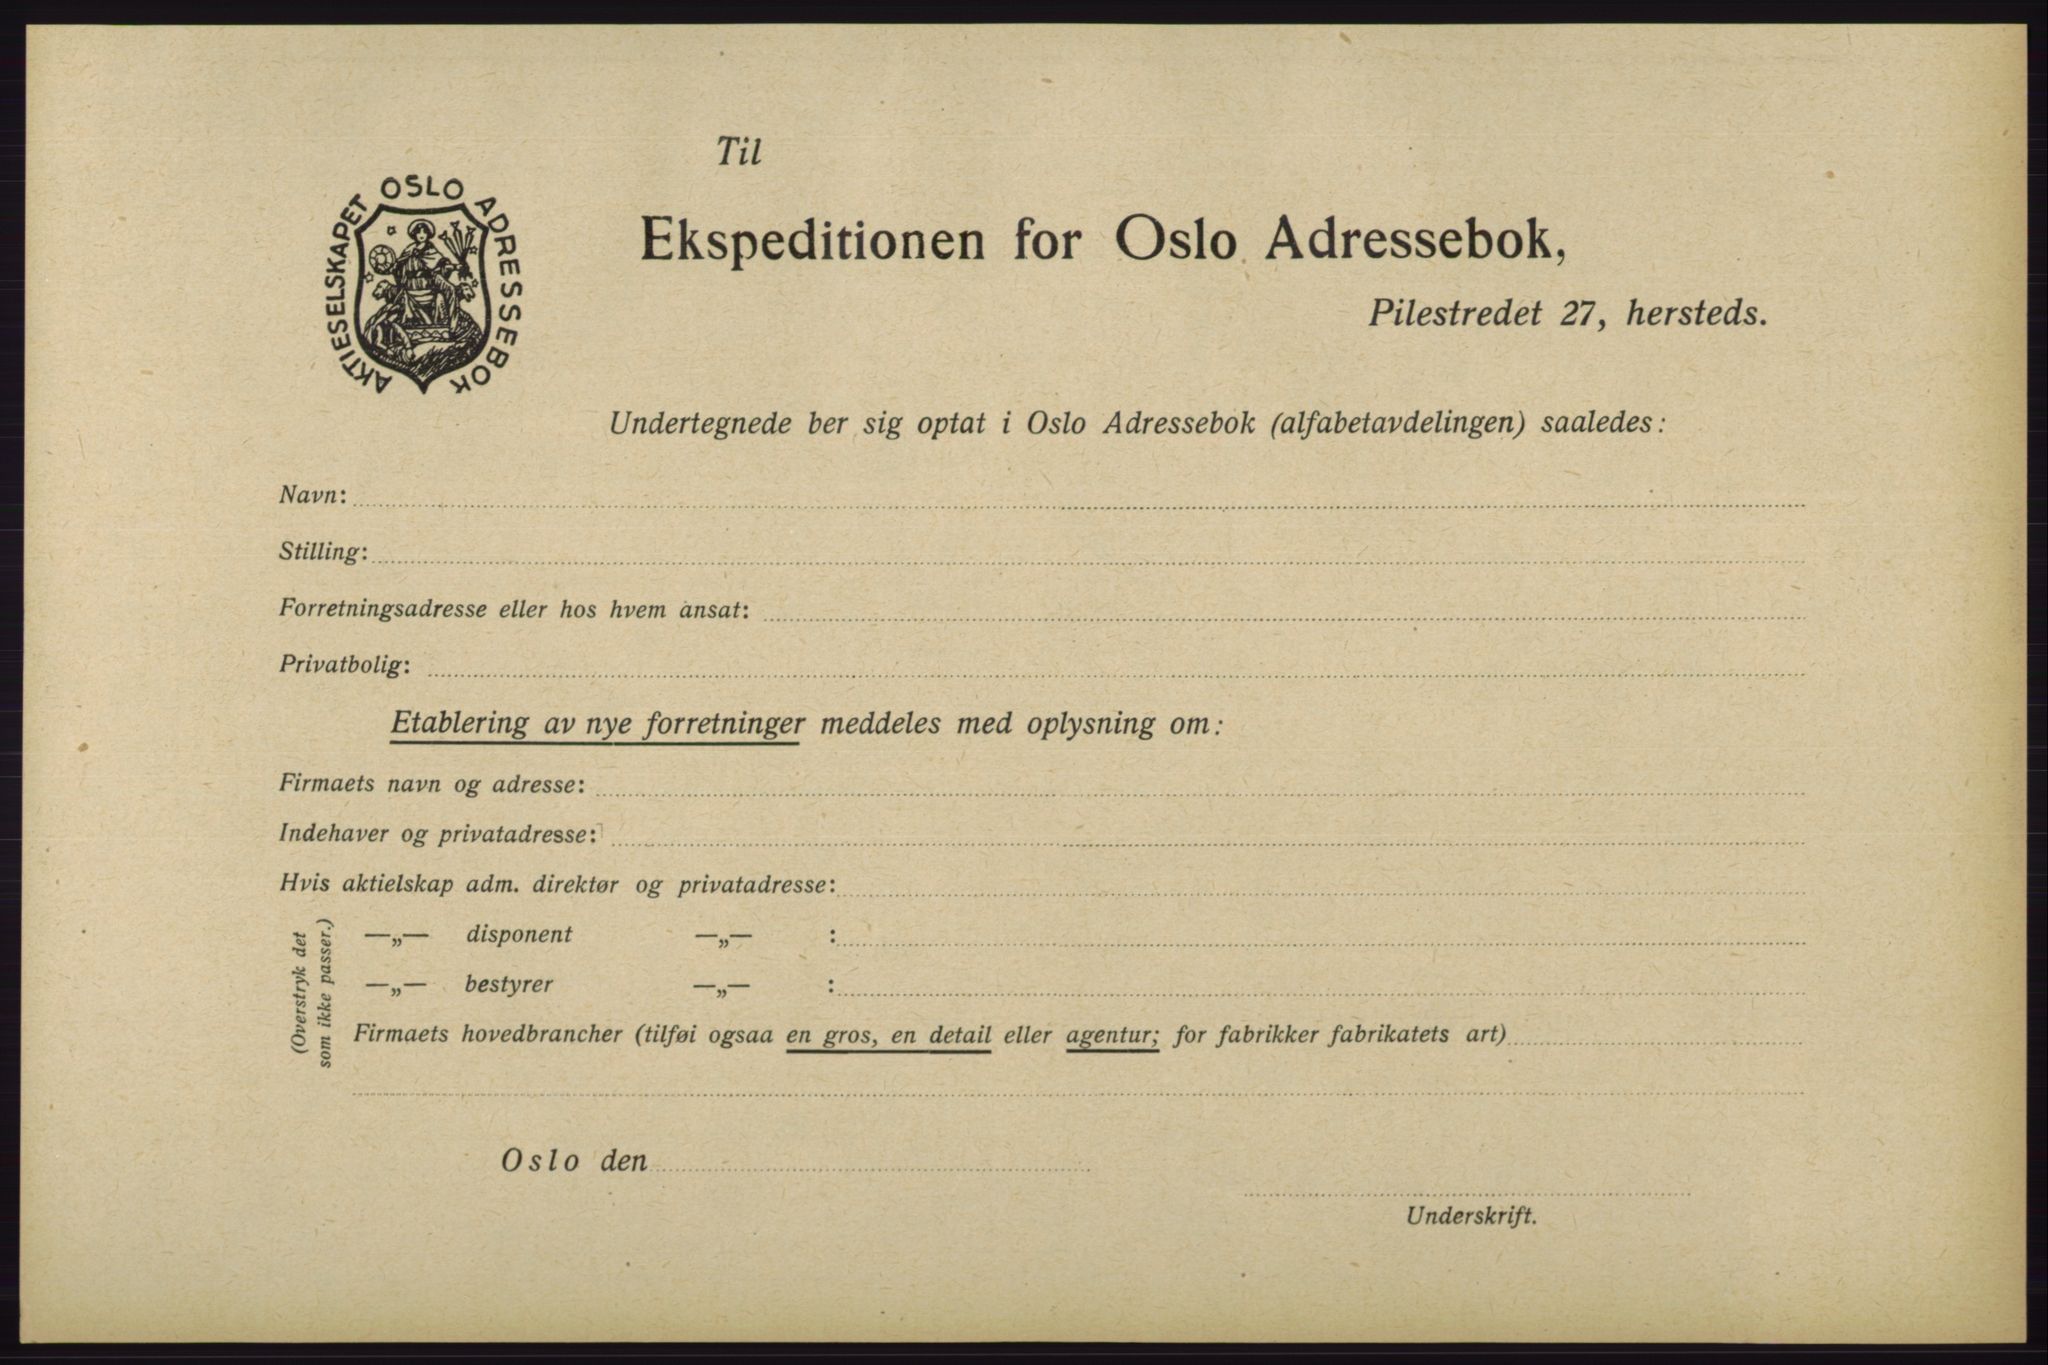 Til
AKTIESELSKAPET OSLO ADRESSEBOK
Ekspeditionen for Oslo Adressebok,
Pilestredet 27, hersteds.
Undertegnede ber sig optat i Oslo Adressebok (alfabetavdelingen) saaledes:
Navn:
Stilling:
Forretningsadresse eller hos hvem ansat:
Privatbolig:
Etablering av nye forretninger meddeles med oplysning om:
Firmaets navn og adresse:
Indehaver og privatadresse:
Hvis aktielskap adm. direktør og privatadresse:
—„— disponent —„— :
—„— bestyrer —„— :
(Overstryk det
som ikke passer.)
Firmaets hovedbrancher (tilføi ogsaa en gros, en detail eller agentur; for fabrikker fabrikatets art)
Oslo den
Underskrift.